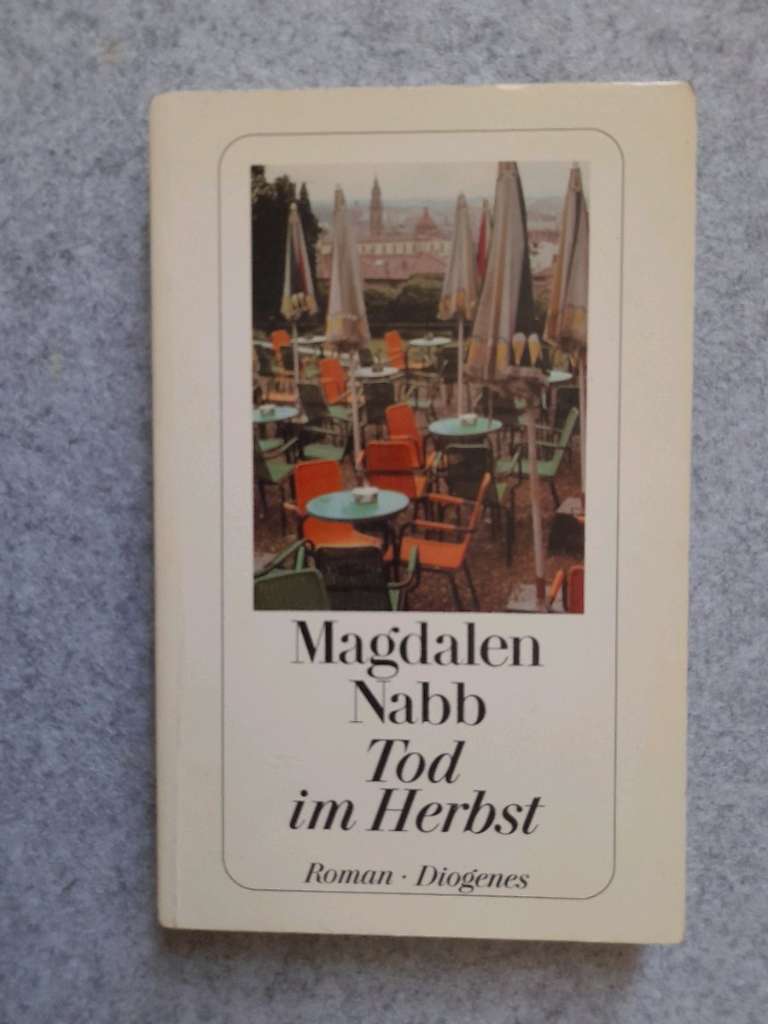 Magdalen
Nabb
Tod
im Herbst
Roman · Diogenes